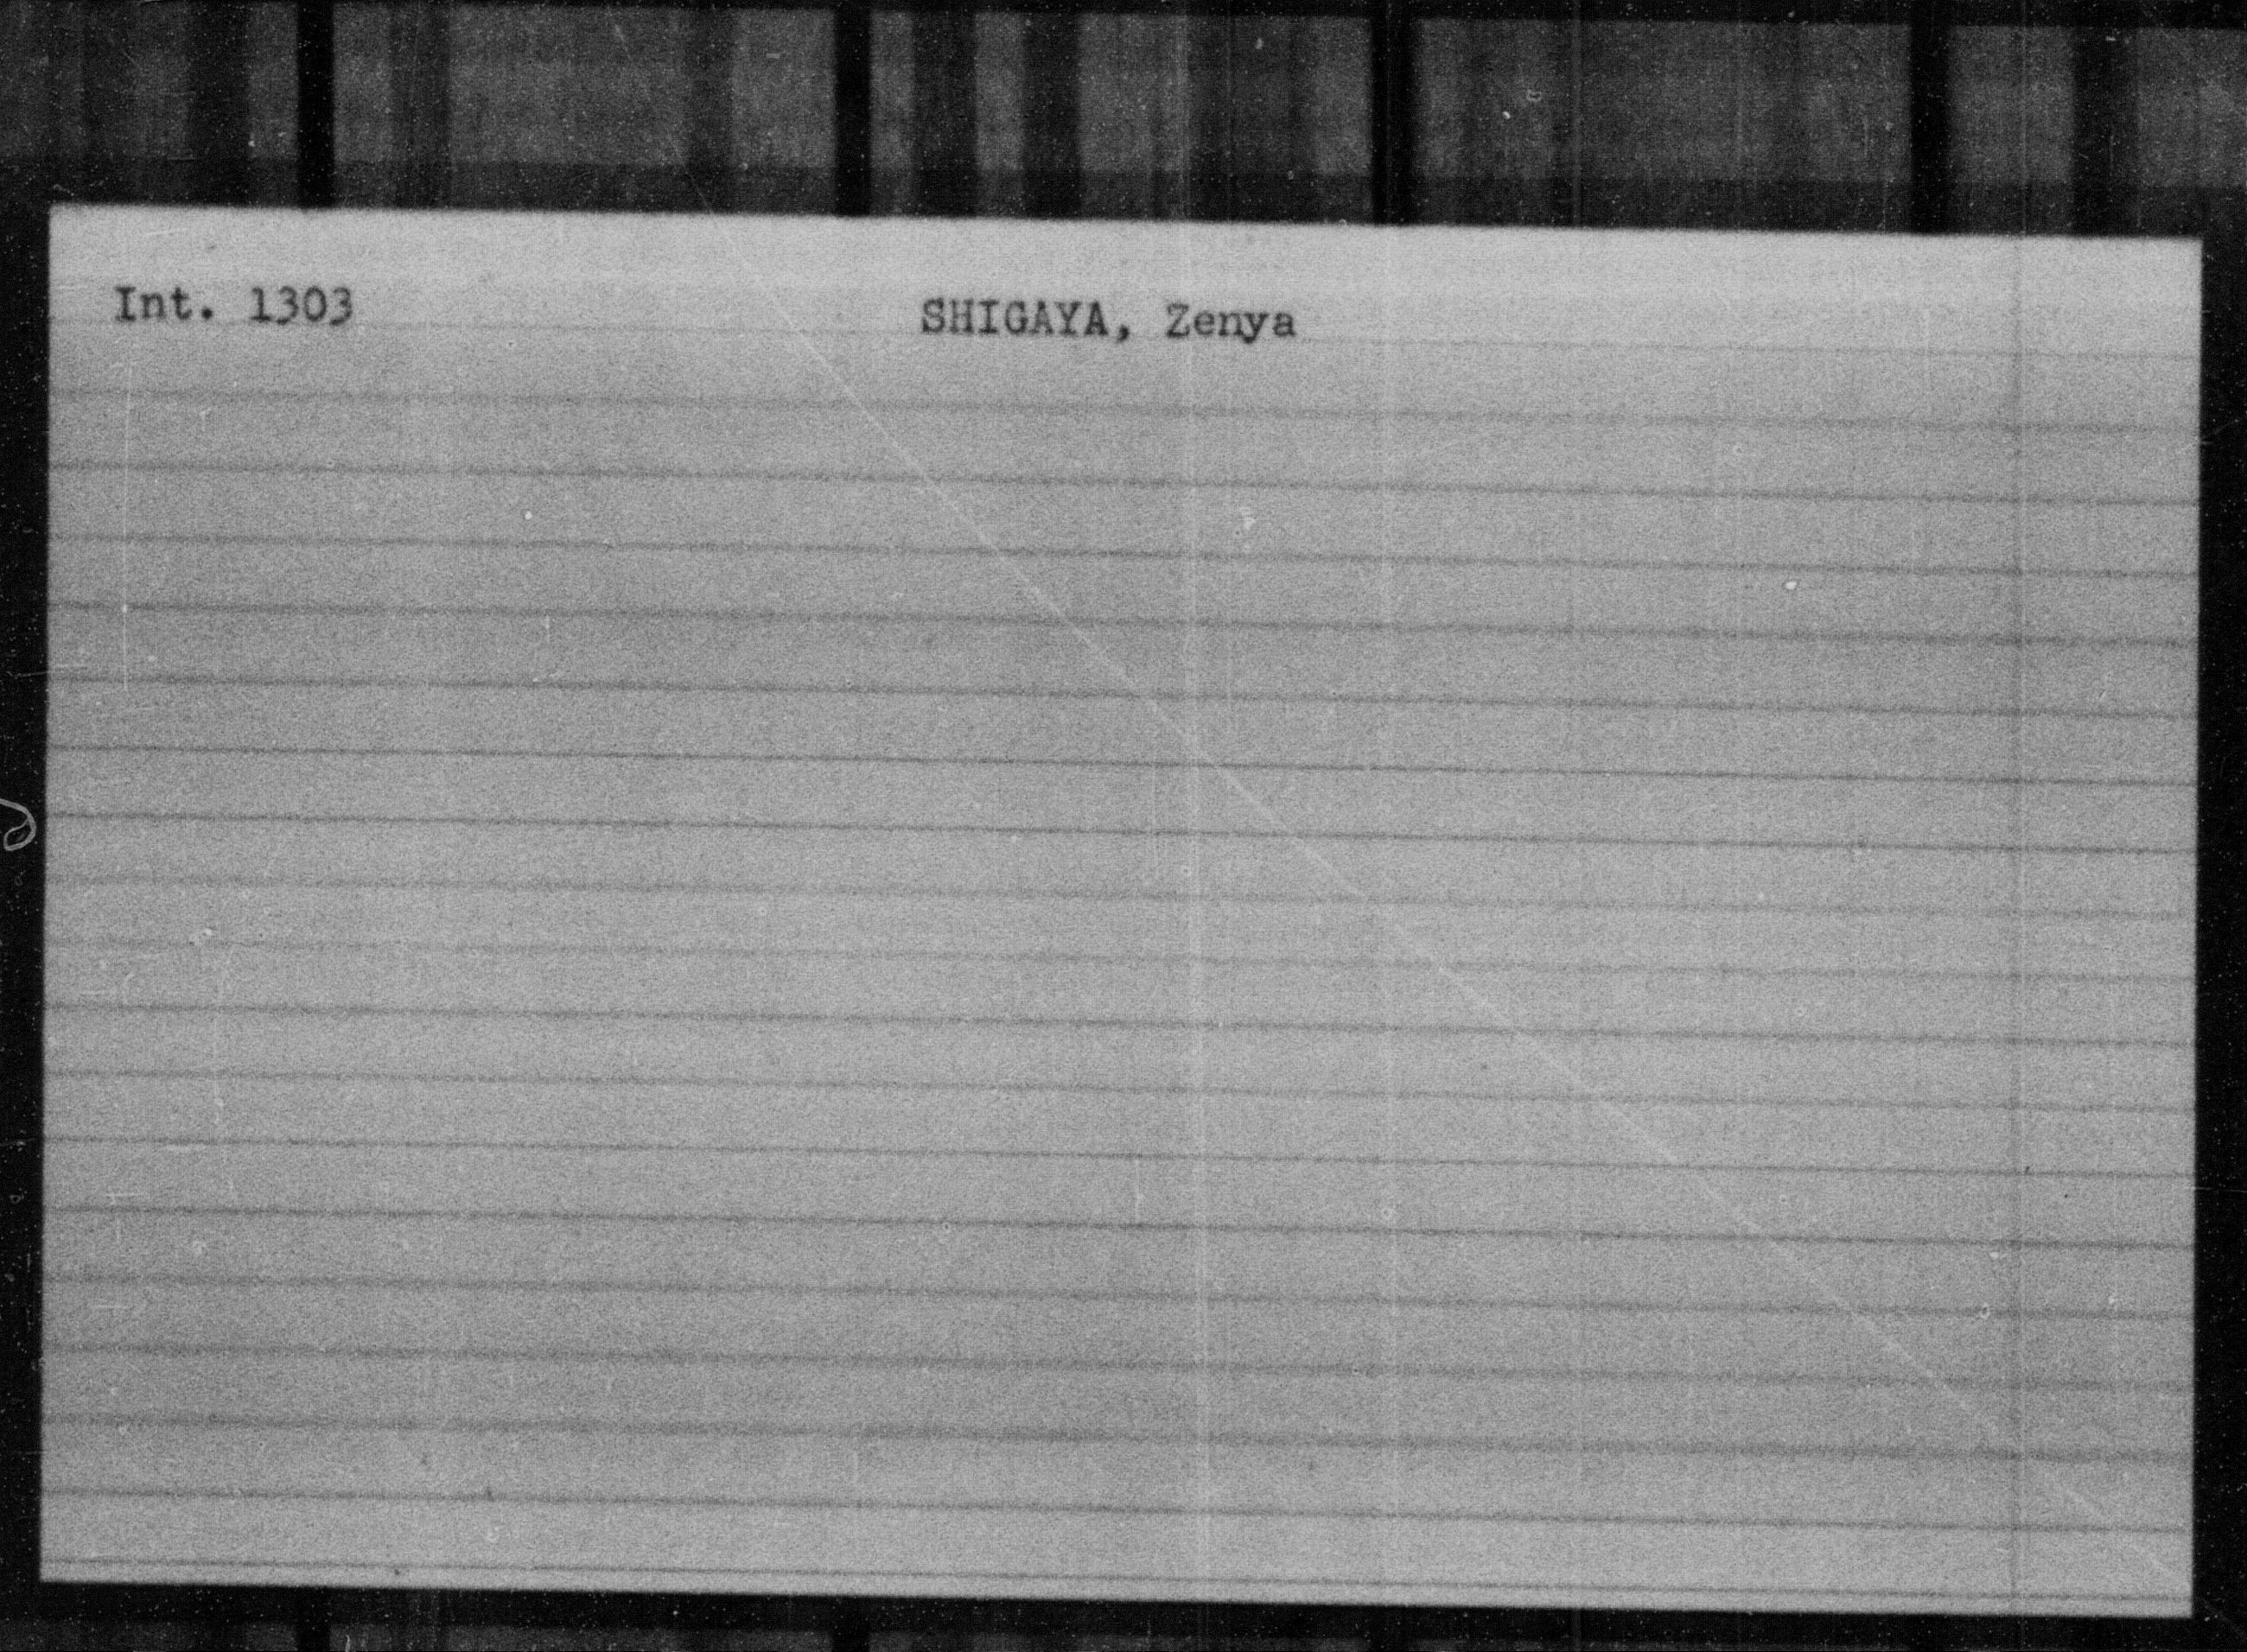 Int. 1303 SHIGAYA, Zenya